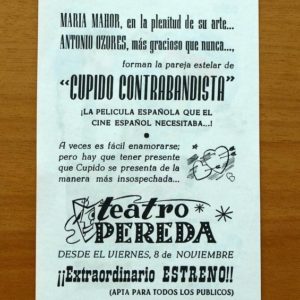 MARIA MAHOR, en la plenitud de su arte...
ANTONIO OZORES, más gracioso que nunca...,
forman la pareja estelar de
"CUPIDO CONTRABANDISTA"
¡LA PELICULA ESPAÑOLA QUE EL
CINE ESPAÑOL NECESITABA...!
A veces es fácil enamorarse;
pero hay que tener presente
que Cupido se presenta de la
manera más insospechada...
teatro
PEREDA
DESDE EL VIERNES, 8 de NOVIEMBRE
¡¡Extraordinario ESTRENO!!
(APTA PARA TODOS LOS PUBLICOS)